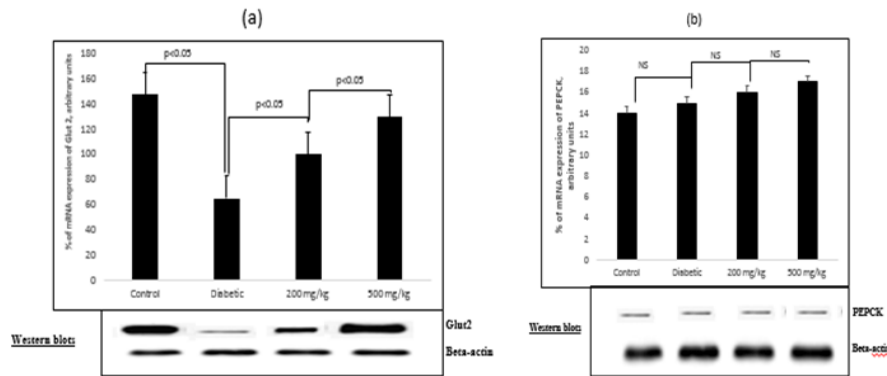 (a)
% of mRNA expression of Glut 2, arbitrary units
180
160
140
120
100
80
60
40
20
0
p<0.05
p<0.05
p<0.05
Control
Diabetic
200 mg/kg
500 mg/kg
Western blots
Glut2
Beta-actin
(b)
% of mRNA expression of PEPCK,
arbitrary units
20
18
16
14
12
10
8
6
4
2
0
NS
NS
NS
Control
Diabetic
200 mg/kg
500 mg/kg
Western blots
PEPCK
Beta-actin